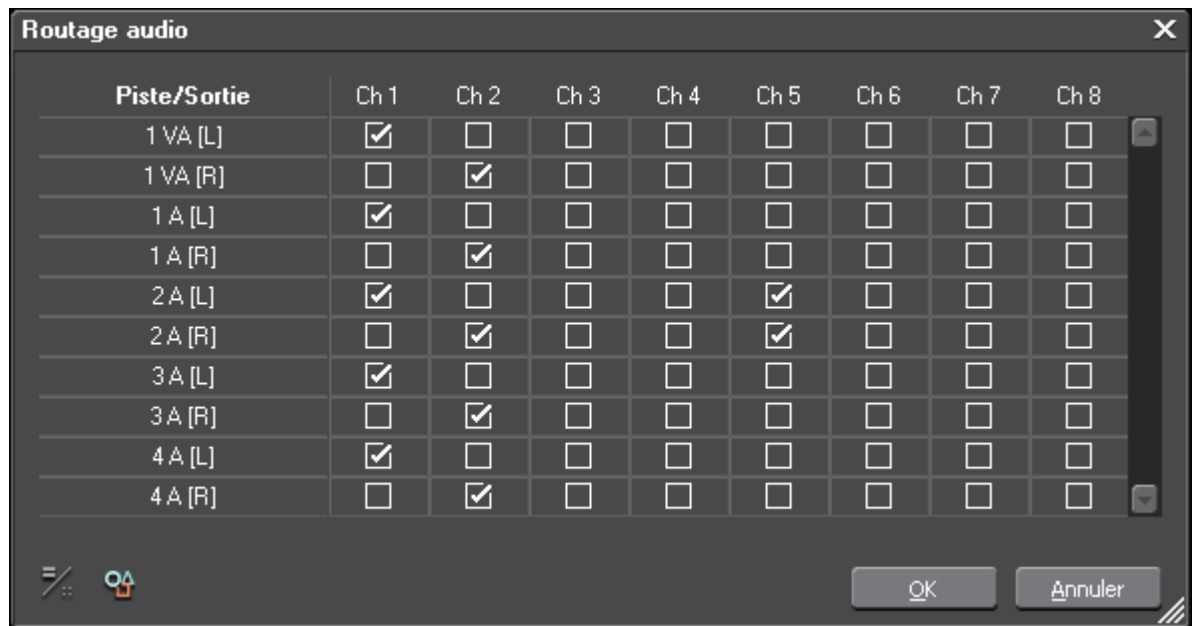 Routage audio
Piste/Sortie Ch 1 Ch 2 Ch 3 Ch 4 Ch 5 Ch 6 Ch 7 Ch 8
1 VA [L]
1 VA [R]
1 A [L]
1 A [R]
2 A [L]
2 A [R]
3 A [L]
3 A [R]
4 A [L]
4 A [R]
OK Annuler